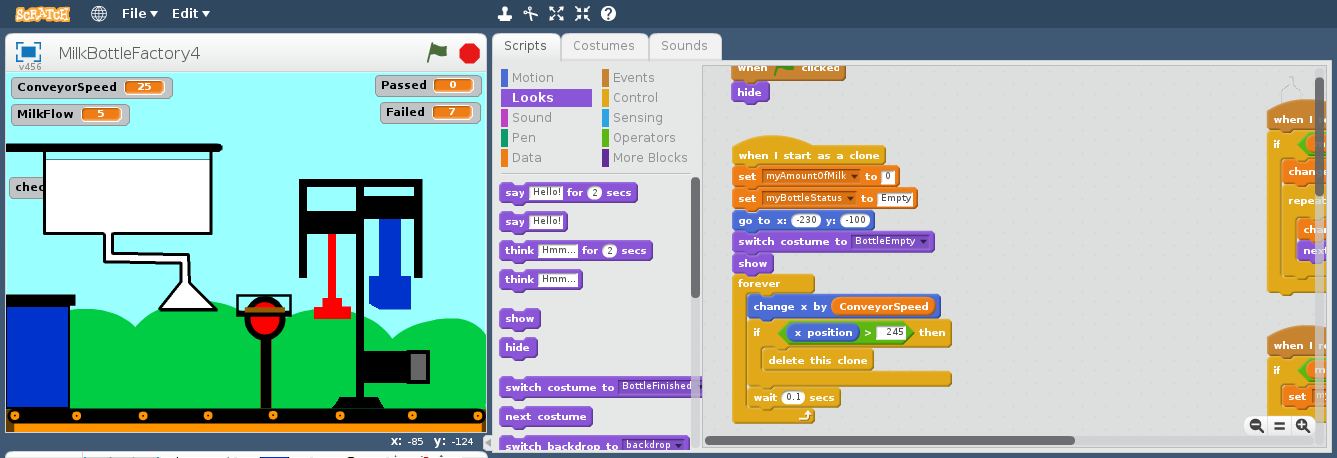 SCRATCH File Edit
MilkBottleFactory4
v456
ConveyorSpeed 25
MilkFlow 5
Passed 0
Failed 7
chec
x: -85 y: -124
Scripts Costumes Sounds
Motion Events
Looks Control
Sound Sensing
Pen Operators
Data More Blocks
say Hello! for 2 secs
say Hello!
think Hmm... for 2 secs
think Hmm...
show
hide
switch costume to BottleFinished
next costume
switch backdrop to backdrop
when clicked
hide
when I start as a clone
set myAmountOfMilk to 0
set myBottleStatus to Empty
go to x: -230 y: -100
switch costume to BottleEmpty
show
forever
change x by ConveyorSpeed
if x position > 245 then
delete this clone
wait 0.1 secs
when I r
if
chang
repeat
chan
next
when I r
if
set